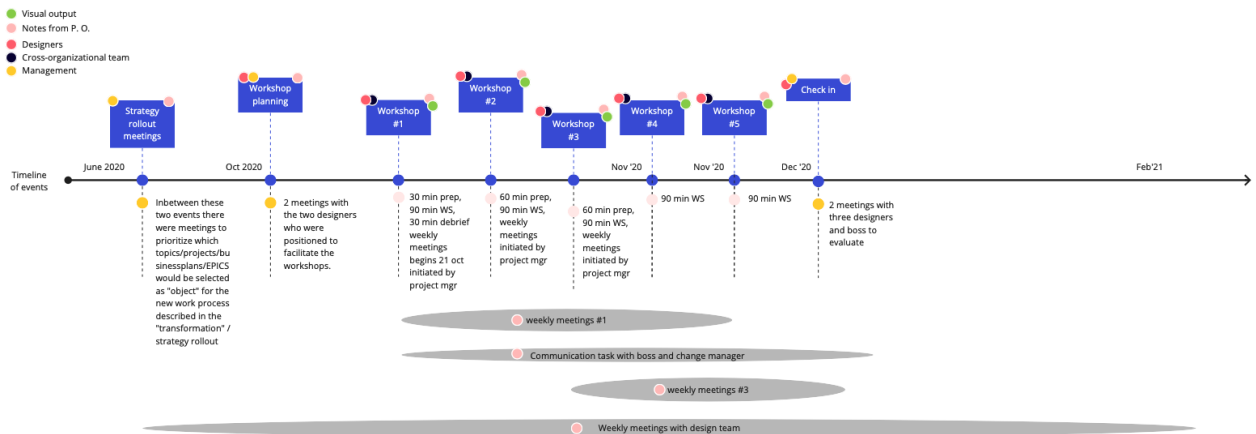 Visual output
Notes from P. O.
Designers
Cross-organizational team
Management
Strategy
rollout
meetings
Workshop
planning
Workshop
#1
Workshop
#2
Workshop
#3
Workshop
#4
Workshop
#5
Check in
Timeline
of events
June 2020
Oct 2020
Nov '20
Nov '20
Dec '20
Feb'21
Inbetween these
two events there
were meetings to
prioritize which
topics/projects/bu
sinessplans/EPICS
would be selected
as "object" for the
new work process
described in the
"transformation" /
strategy rollout
2 meetings with
the two designers
who were
positioned to
facilitate the
workshops.
30 min prep,
90 min WS,
30 min debrief
weekly
meetings
begins 21 oct
initiated by
project mgr
60 min prep,
90 min WS,
weekly
meetings
initiated by
project mgr
60 min prep,
90 min WS,
weekly
meetings
initiated by
project mgr
90 min WS
90 min WS
2 meetings with
three designers
and boss to
evaluate
weekly meetings #1
Communication task with boss and change manager
weekly meetings #3
Weekly meetings with design team